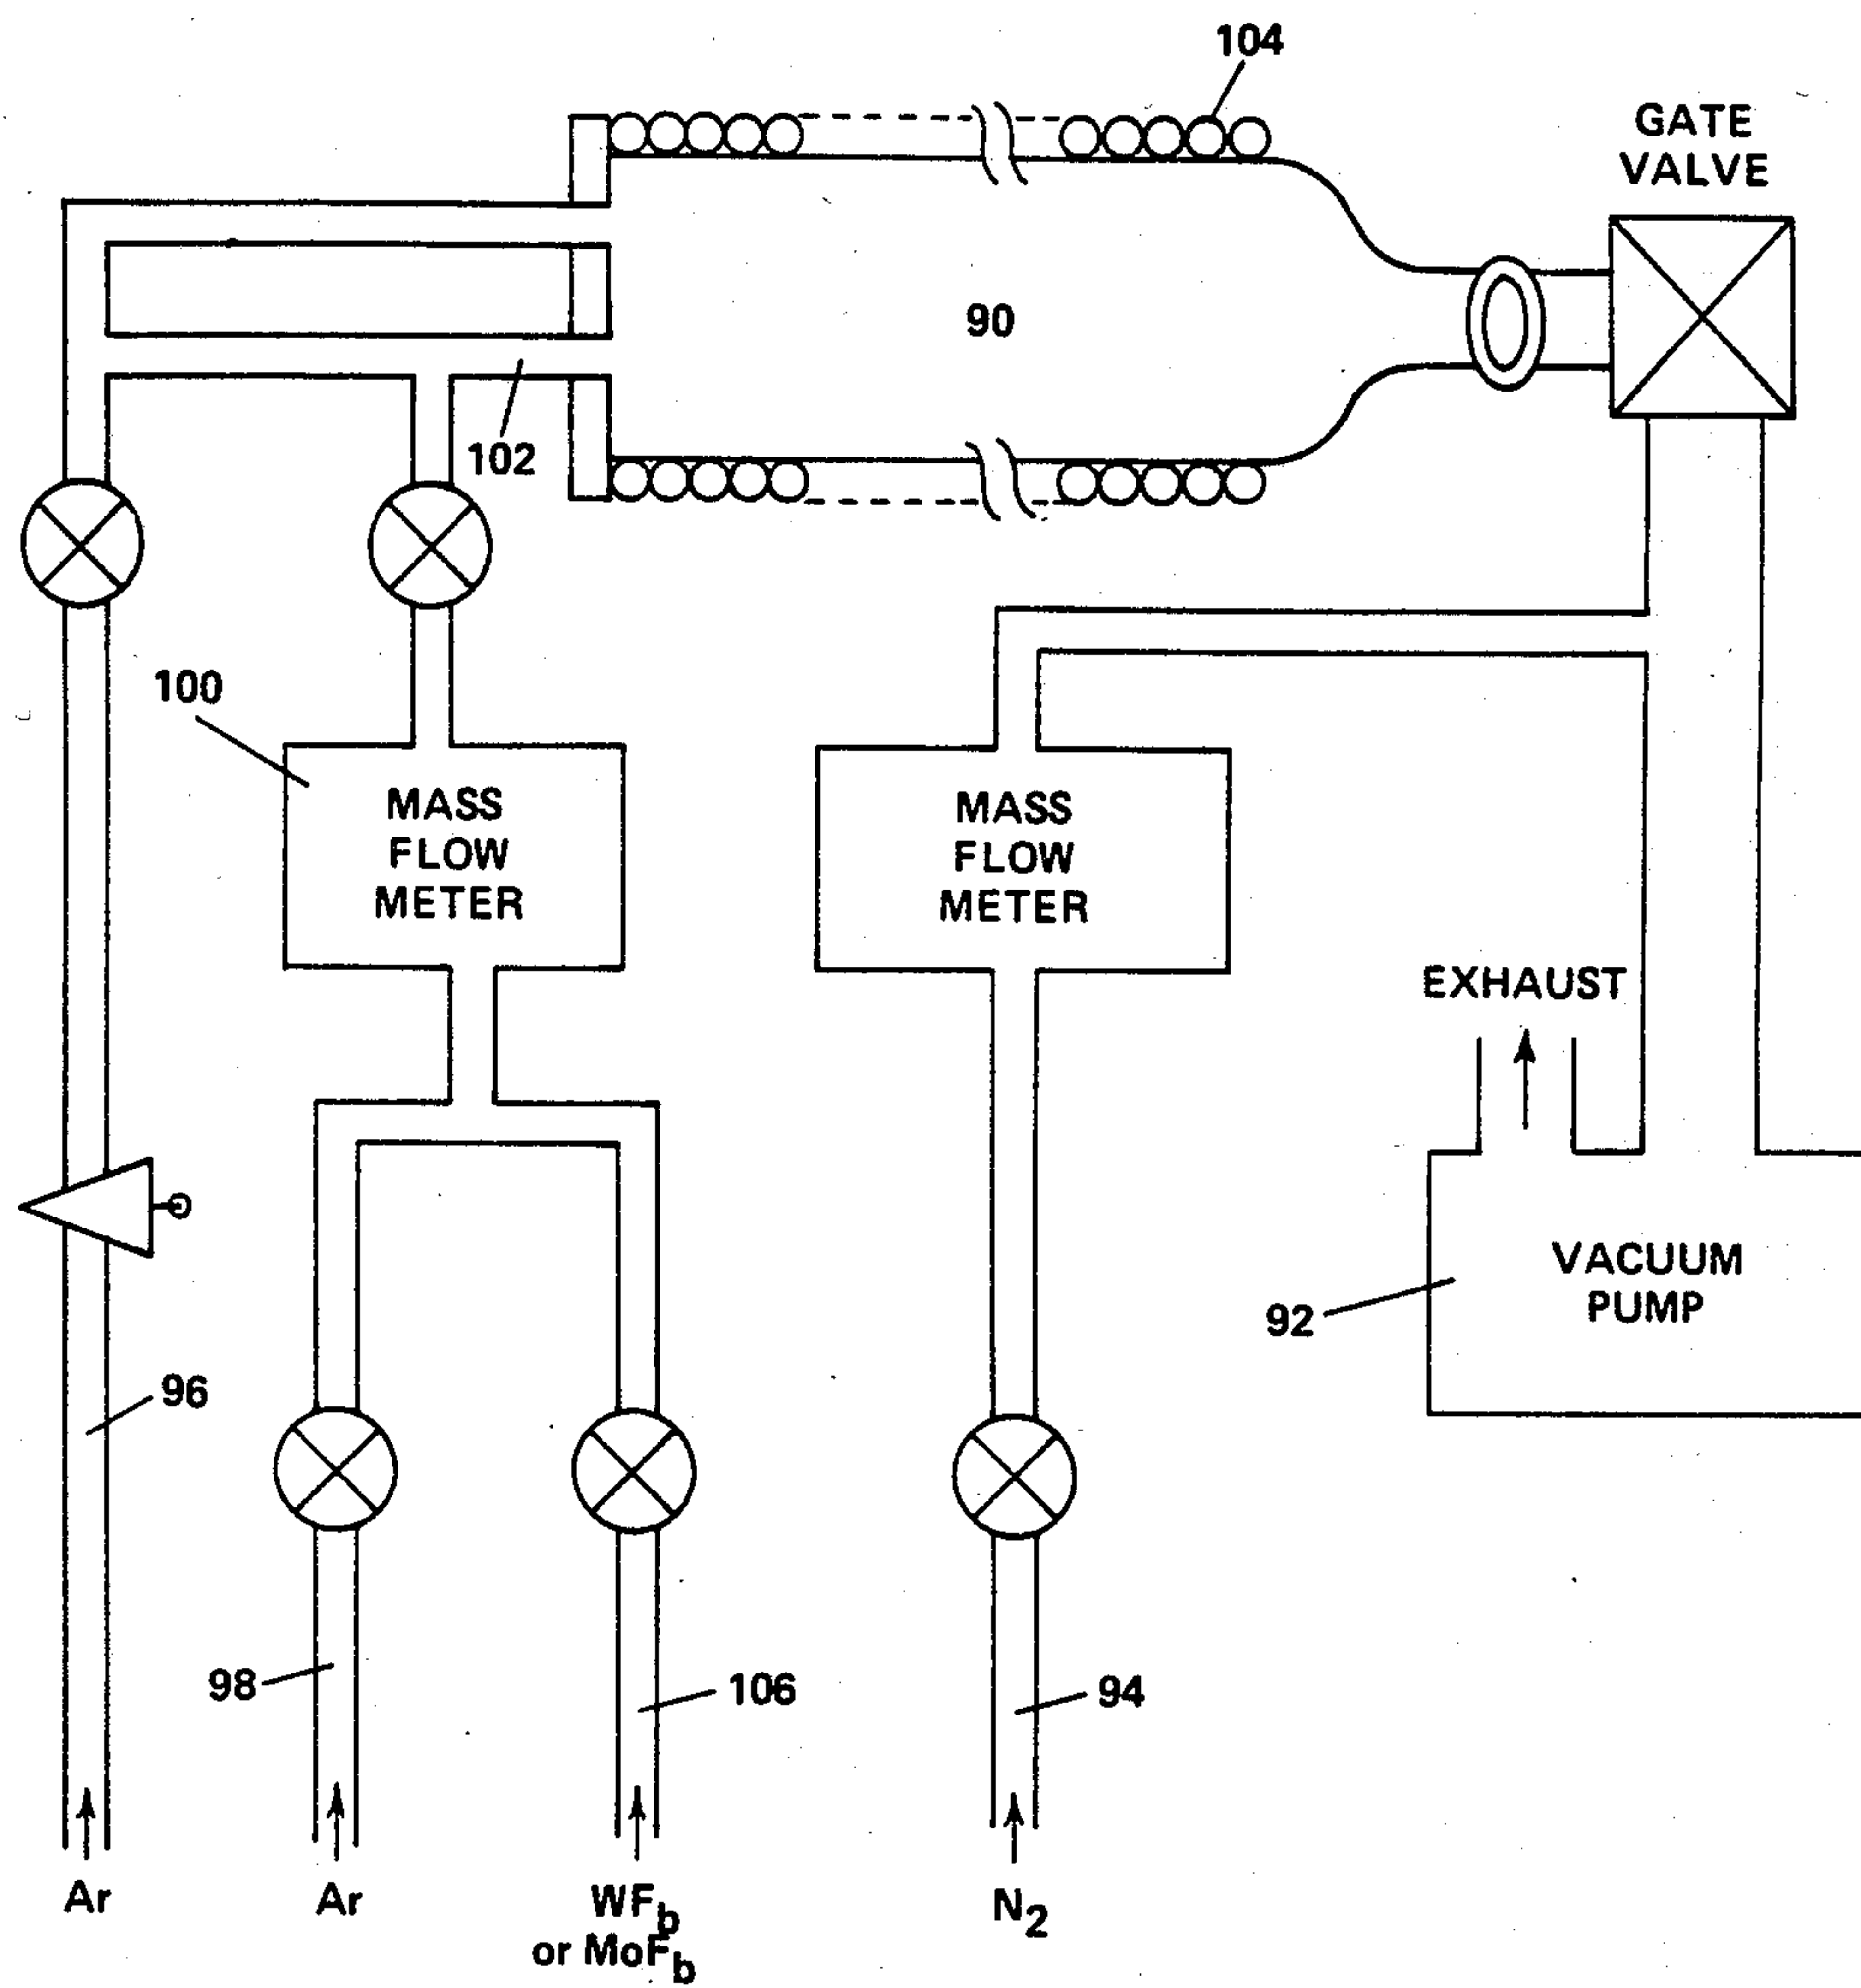 104
GATE
VALVE
90
102
100
MASS
FLOW
METER
MASS
FLOW
METER
EXHAUST
VACUUM
PUMP
92
96
98
106
94
Ar
Ar
WFb
or MoFb
N2